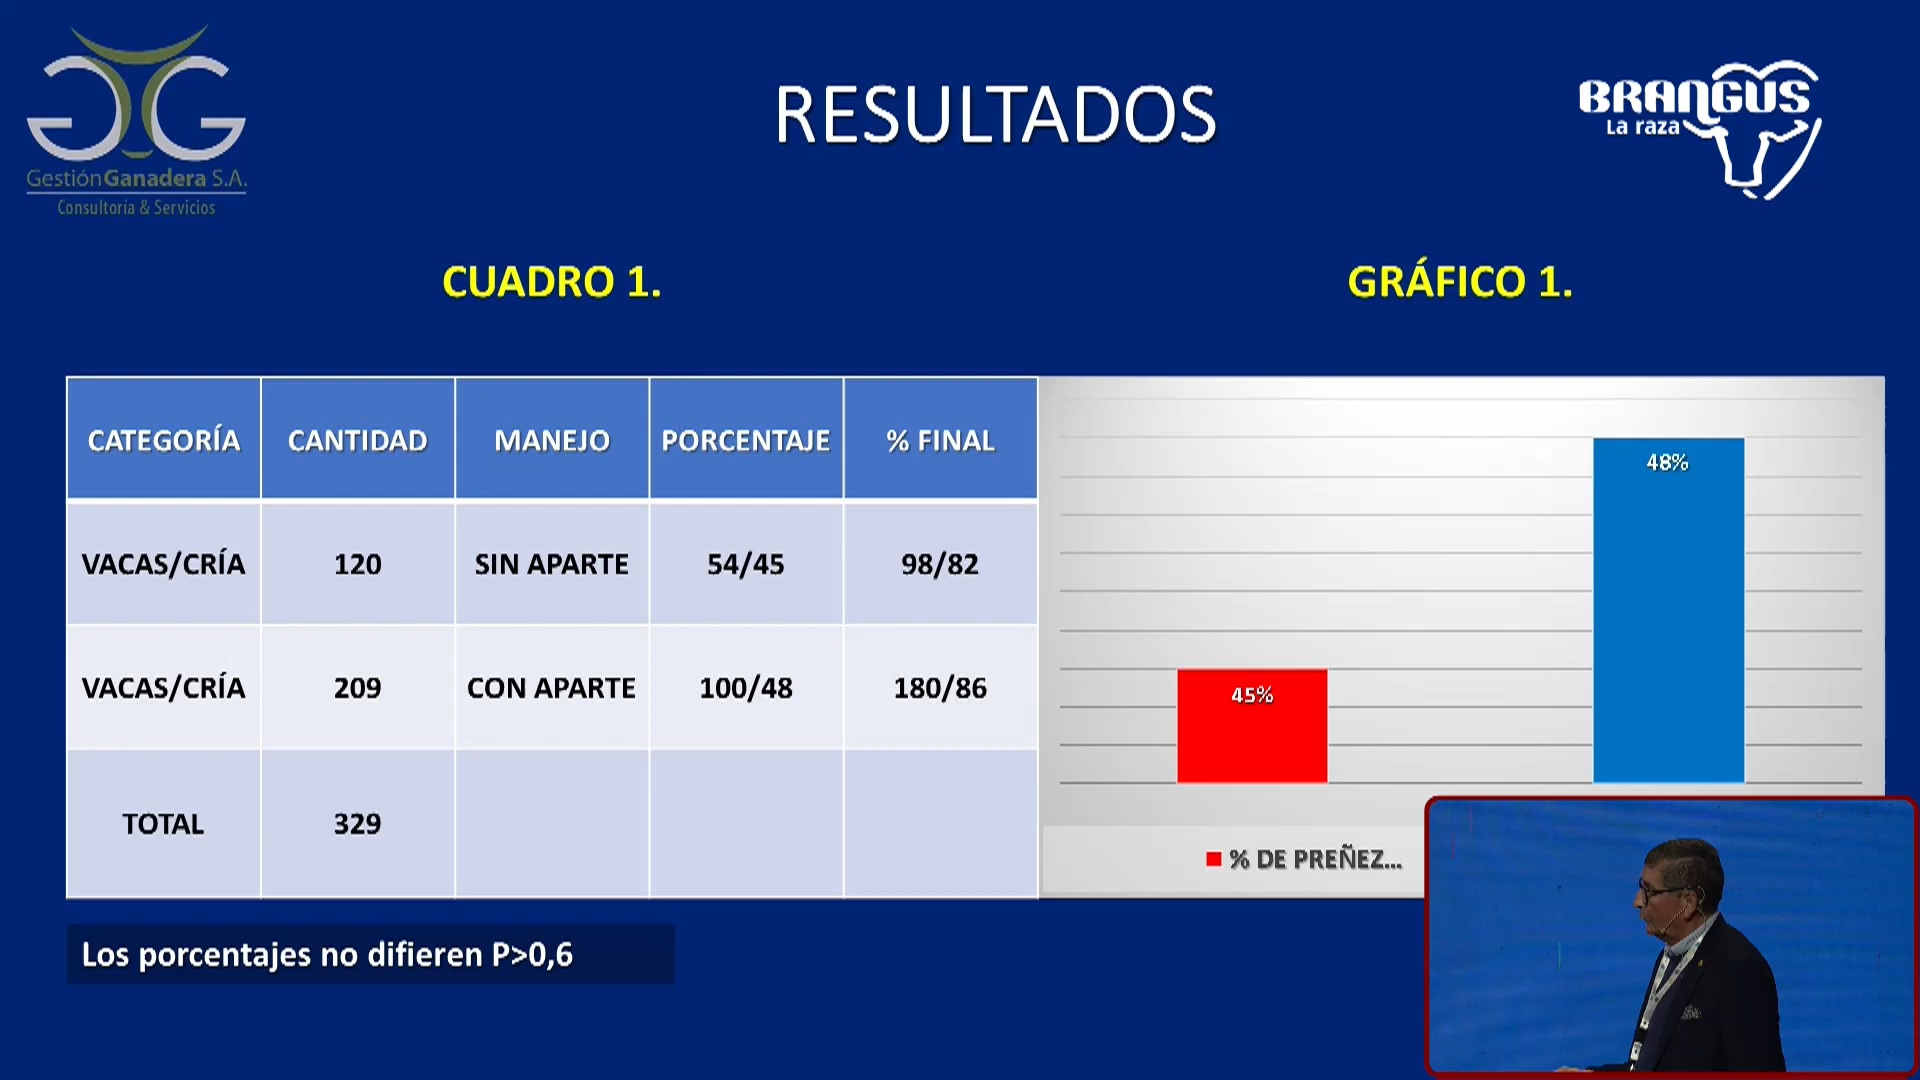 GestiónGanadera S.A.
Consultoría & Servicios
RESULTADOS
BRANGUS
La raza
CUADRO 1.
GRÁFICO 1.
CATEGORÍA CANTIDAD MANEJO PORCENTAJE % FINAL
VACAS/CRÍA 120 SIN APARTE 54/45 98/82
VACAS/CRÍA 209 CON APARTE 100/48 180/86
TOTAL 329
48%
45%
% DE PREÑEZ...
Los porcentajes no difieren P>0,6